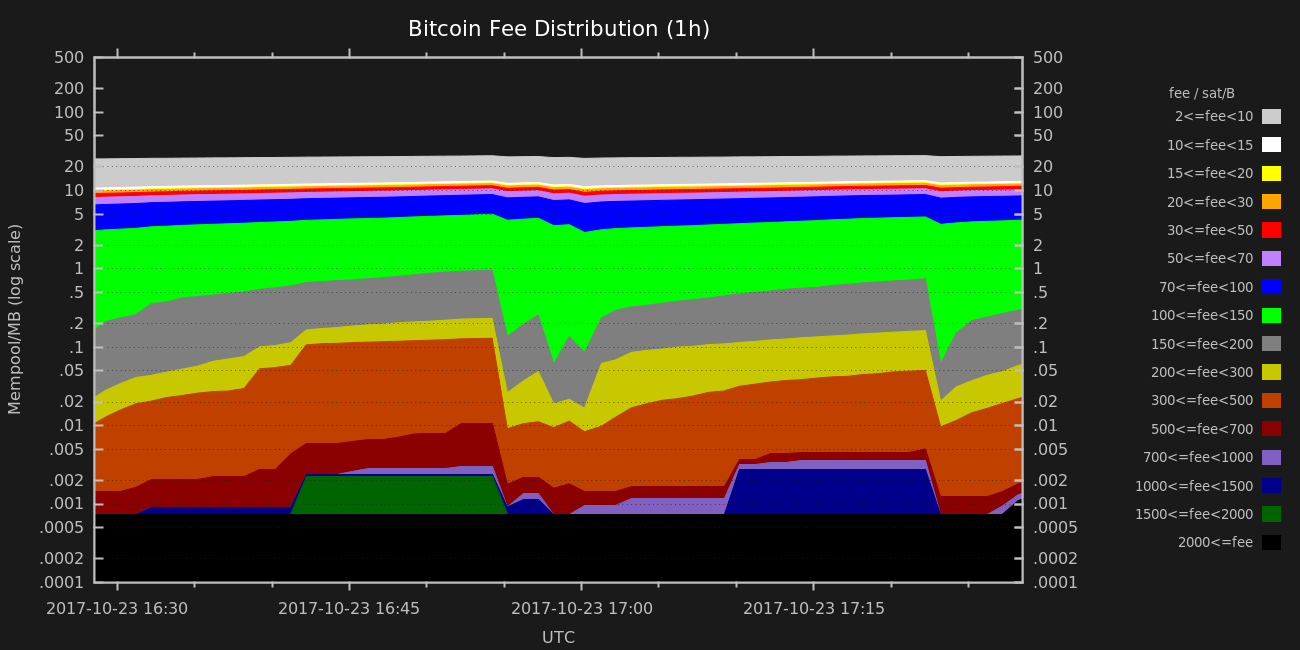 Bitcoin Fee Distribution (1h)
500
200
100
50
20
10
5
2
1
.5
.2
.1
.05
.02
.01
.005
.002
.001
.0005
.0002
.0001
Mempool/MB (log scale)
500
200
100
50
20
10
5
2
1
.5
.2
.1
.05
.02
.01
.005
.002
.001
.0005
.0002
.0001
2017-10-23 16:30
2017-10-23 16:45
2017-10-23 17:00
2017-10-23 17:15
UTC
fee / sat/B
2<=fee<10
10<=fee<15
15<=fee<20
20<=fee<30
30<=fee<50
50<=fee<70
70<=fee<100
100<=fee<150
150<=fee<200
200<=fee<300
300<=fee<500
500<=fee<700
700<=fee<1000
1000<=fee<1500
1500<=fee<2000
2000<=fee